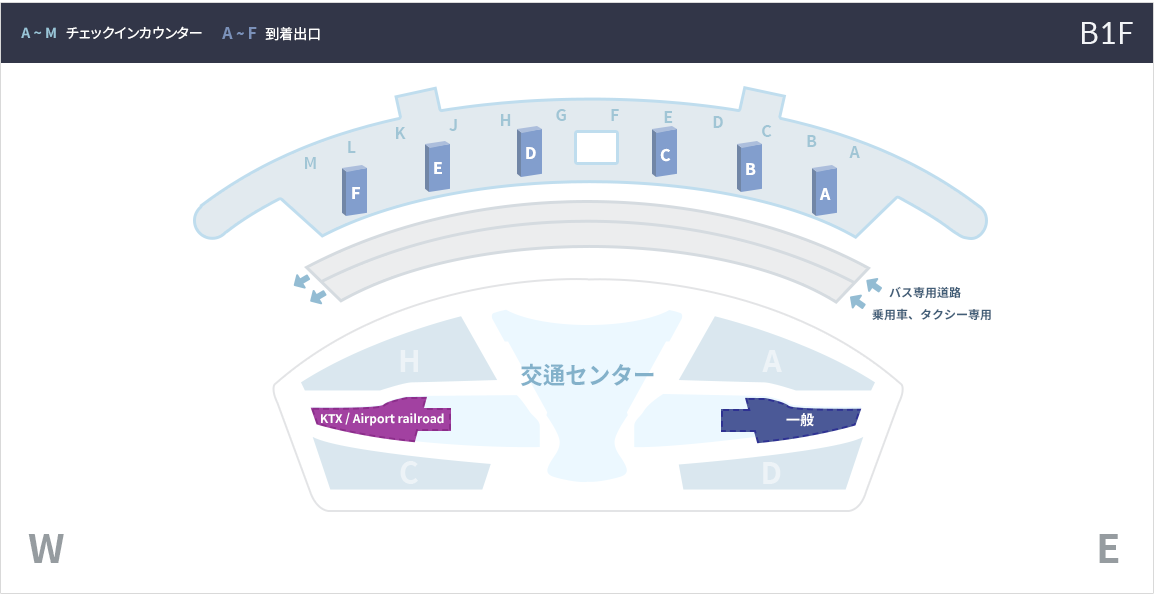 A ~ M チェックインカウンター A ~ F 到着出口 B1F
M L K J H G F E D C B A
F E D C B A
バス専用道路
乗用車、タクシー専用
H 交通センター A
KTX / Airport railroad 一般
C D
W E